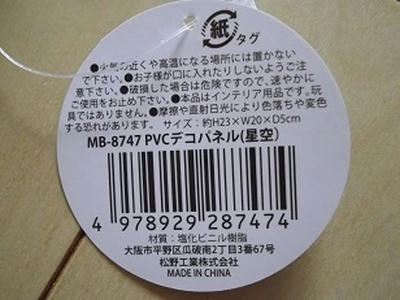 紙
タグ
●火気の近くや高温になる場所には置かない
で下さい。●お子様が口に入れたりしないようご注
意下さい。●破損した場合は危険ですので、速やかに
ご使用をお止め下さい。●本品はインテリア用品です。玩
具ではありません。●摩擦や直射日光により色落ちや変色
する恐れがあります。 サイズ:約H23×W20×D5cm
MB-8747 PVCデコパネル(星空)
4 978929 287474
材質:塩化ビニル樹脂
大阪市平野区瓜破南2丁目3番67号
松野工業株式会社
MADE IN CHINA